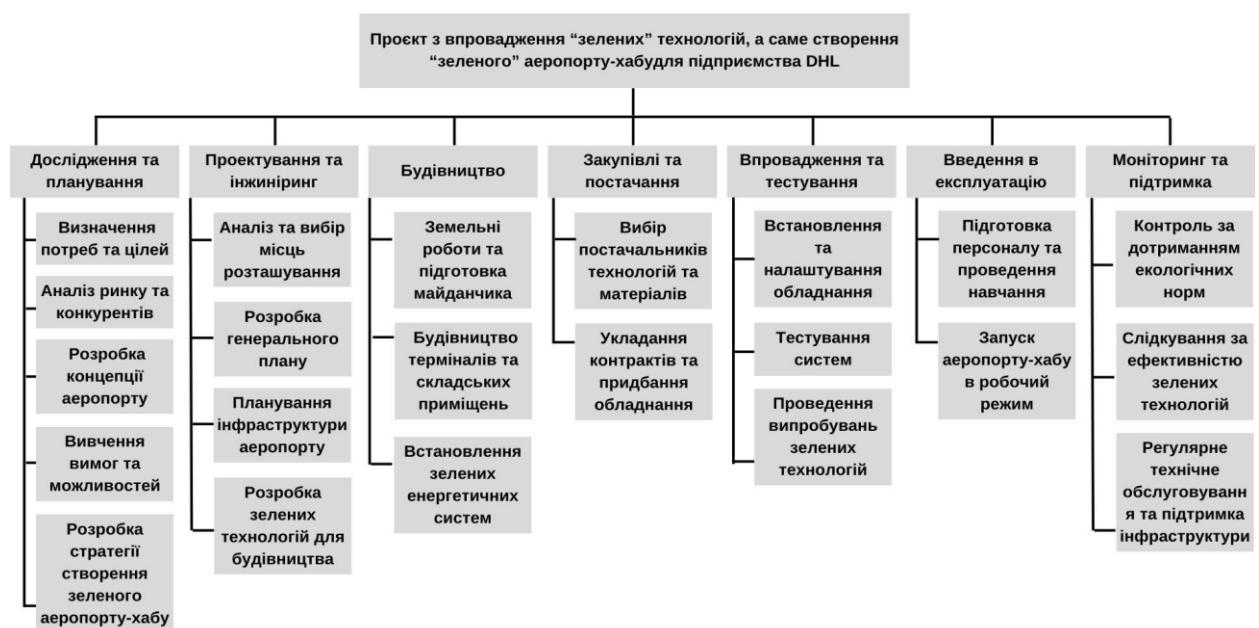 Проєкт з впровадження “зелених” технологій, а саме створення
“зеленого” аеропорту-хабудля підприємства DHL
Дослідження та
планування
Визначення
потреб та цілей
Аналіз ринку та
конкурентів
Розробка
концепції
аеропорту
Вивчення
вимог та
можливостей
Розробка
стратегії
створення
зеленого
аеропорту-хабу
Проектування та
інжиніринг
Аналіз та вибір
місць
розташування
Розробка
генерального
плану
Планування
інфраструктури
аеропорту
Розробка
зелених
технологій для
будівництва
Будівництво
Земельні
роботи та
підготовка
майданчика
Будівництво
терміналів та
складських
приміщень
Встановлення
зелених
енергетичних
систем
Закупівлі та
постачання
Вибір
постачальників
технологій та
матеріалів
Укладання
контрактів та
придбання
обладнання
Впровадження та
тестування
Встановлення
та
налаштування
обладнання
Тестування
систем
Проведення
випробувань
зелених
технологій
Введення в
експлуатацію
Підготовка
персоналу та
проведення
навчання
Запуск
аеропорту-хабу
в робочий
режим
Моніторинг та
підтримка
Контроль за
дотриманням
екологічних
норм
Слідкування за
ефективністю
зелених
технологій
Регулярне
технічне
обслуговуванн
я та підтримка
інфраструктури